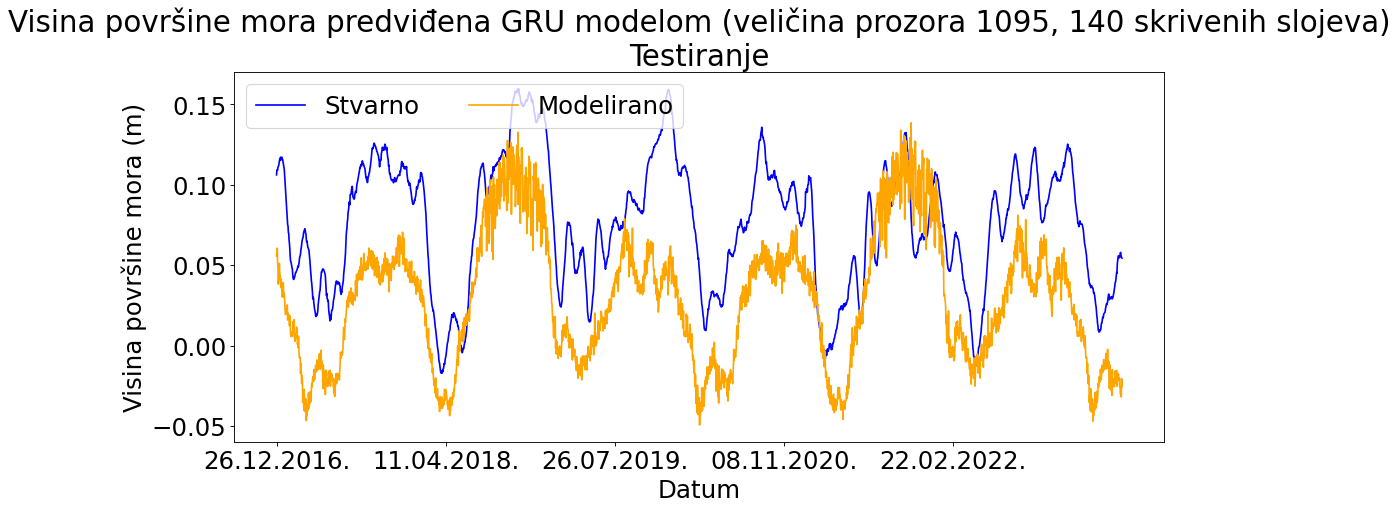 Visina površine mora predviđena GRU modelom (veličina prozora 1095, 140 skrivenih slojeva)
Testiranje
Stvarno
Modelirano
Visina površine mora (m)
0.15
0.10
0.05
0.00
−0.05
26.12.2016.
11.04.2018.
26.07.2019.
08.11.2020.
22.02.2022.
Datum